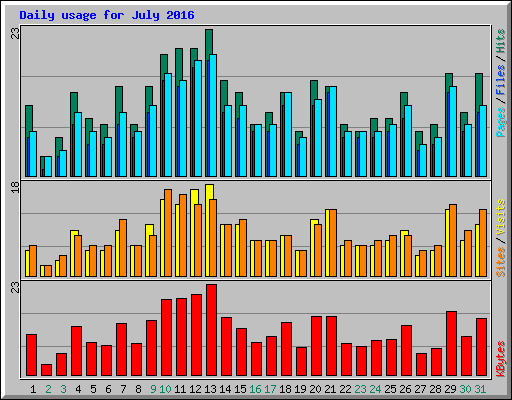 Daily usage for July 2016
23
Pages / Files / Hits
18
Sites / Visits
23
KBytes
1 2 3 4 5 6 7 8 9 10 11 12 13 14 15 16 17 18 19 20 21 22 23 24 25 26 27 28 29 30 31